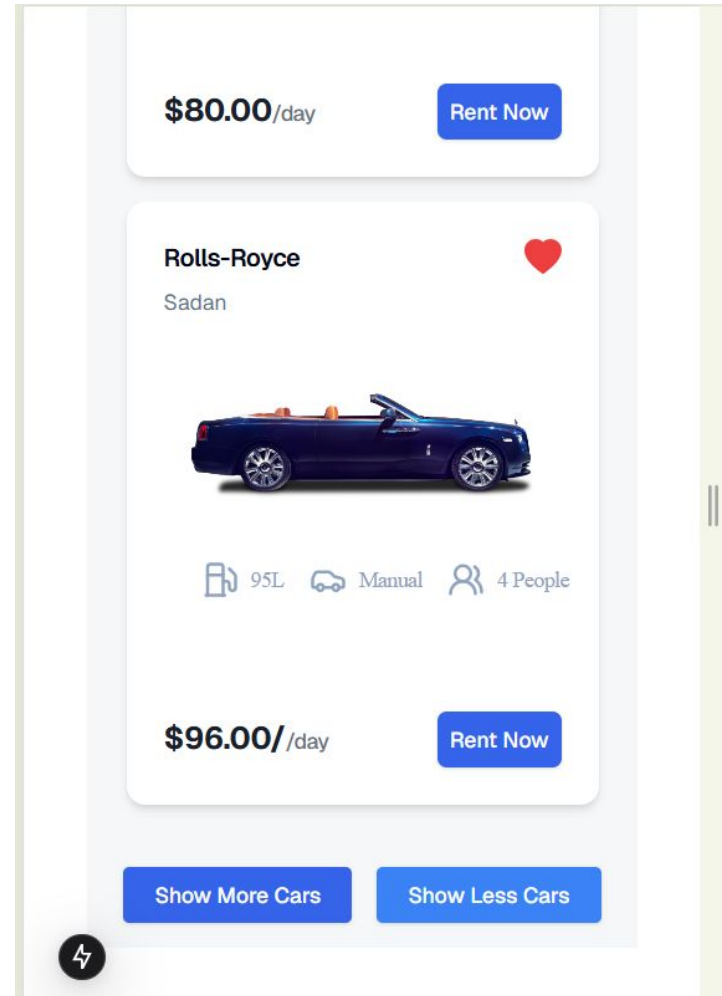 $80.00/day Rent Now
Rolls-Royce
Sadan
95L Manual 4 People
$96.00/ /day Rent Now
Show More Cars Show Less Cars